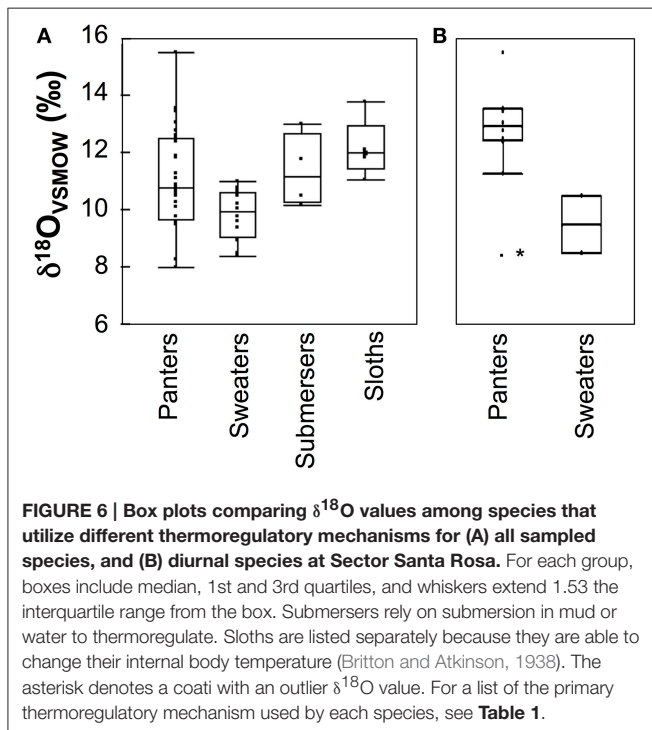 A
B
16
14
12
10
8
6
δ18OVSMOW (‰)
*
Panters
Sweaters
Submersers
Sloths
Panters
Sweaters
FIGURE 6 | Box plots comparing δ18O values among species that
utilize different thermoregulatory mechanisms for (A) all sampled
species, and (B) diurnal species at Sector Santa Rosa. For each group,
boxes include median, 1st and 3rd quartiles, and whiskers extend 1.53 the
interquartile range from the box. Submersers rely on submersion in mud or
water to thermoregulate. Sloths are listed separately because they are able to
change their internal body temperature (Britton and Atkinson, 1938). The
asterisk denotes a coati with an outlier δ18O value. For a list of the primary
thermoregulatory mechanism used by each species, see Table 1.